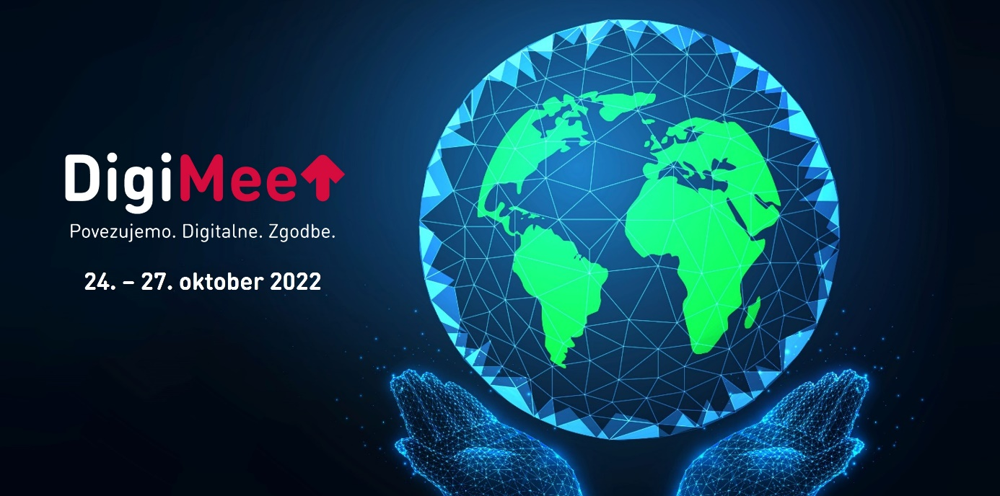 DigiMeet
Povezujemo. Digitalne. Zgodbe.
24. – 27. oktober 2022